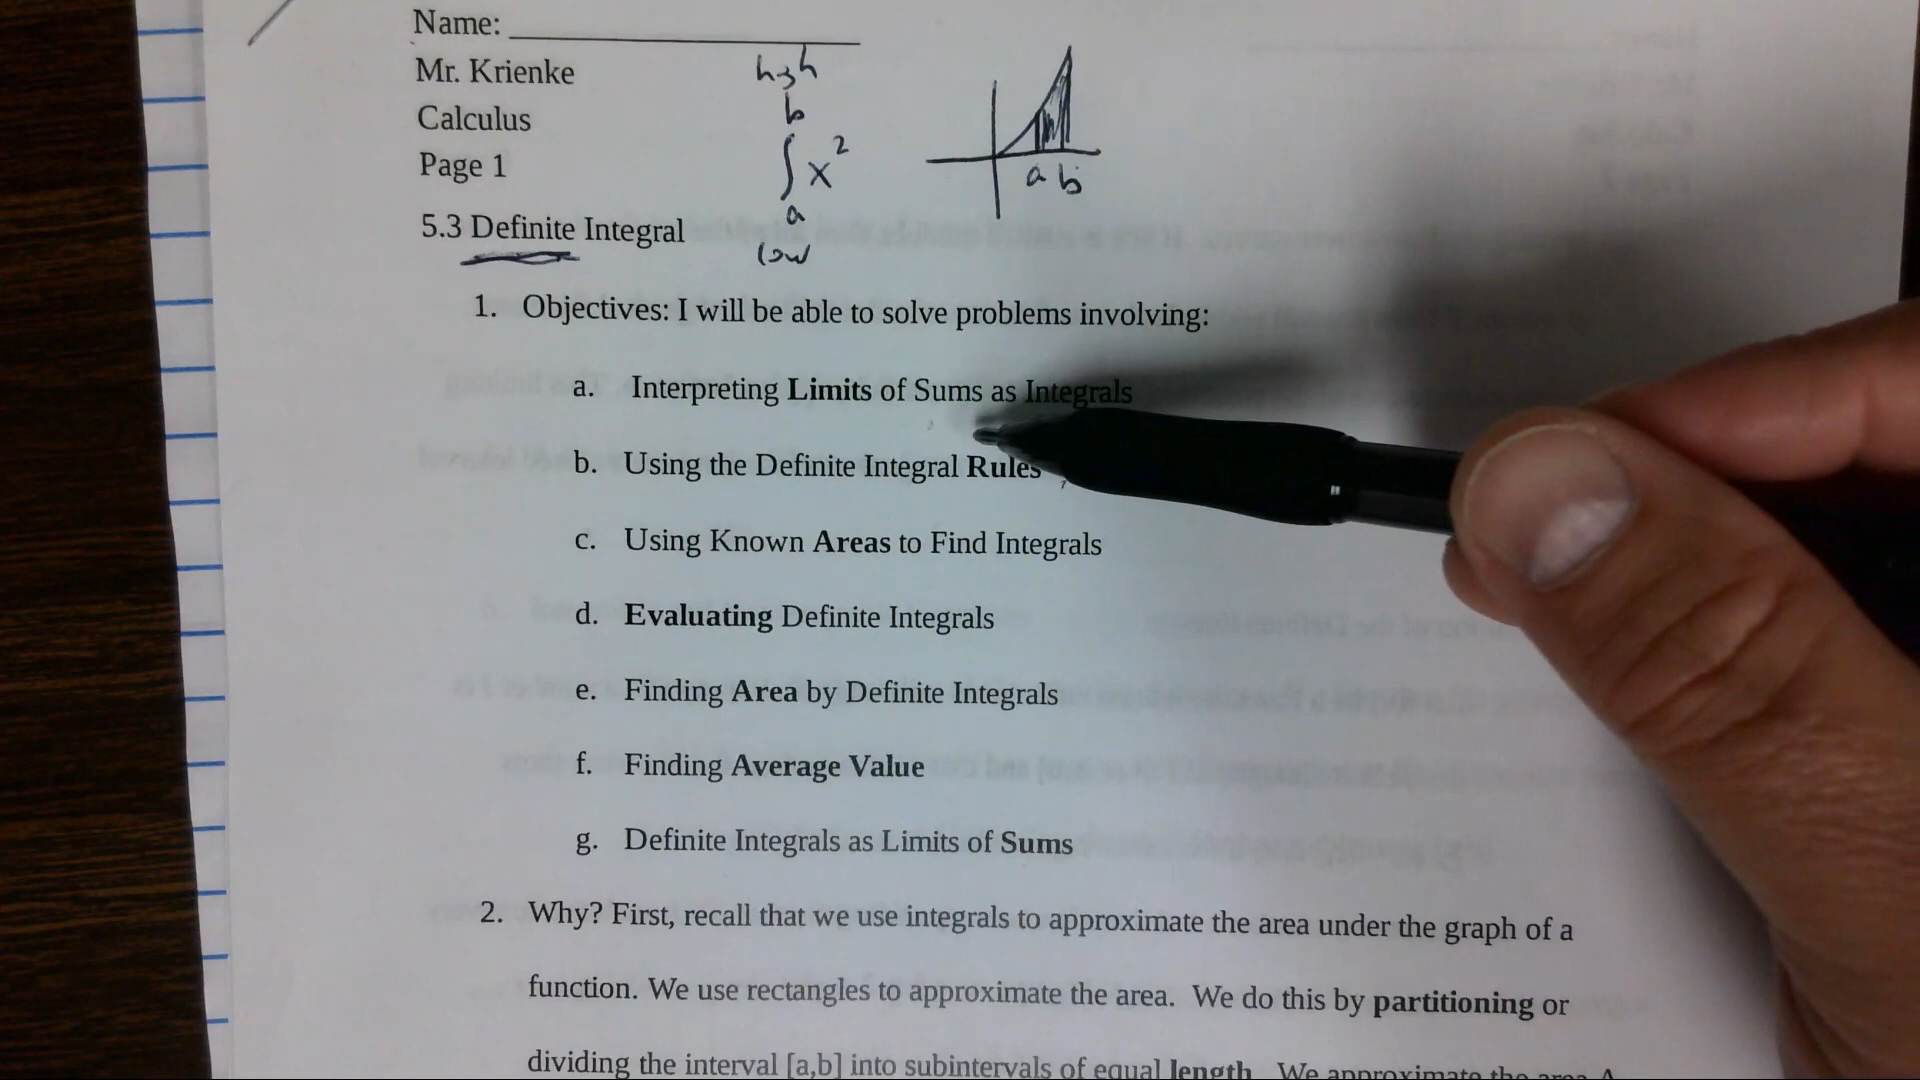 Name:
Mr. Krienke
Calculus
Page 1
high
b
∫ x²
a
low
a b
5.3 Definite Integral
1. Objectives: I will be able to solve problems involving:
a. Interpreting Limits of Sums as Integrals
b. Using the Definite Integral Rules
c. Using Known Areas to Find Integrals
d. Evaluating Definite Integrals
e. Finding Area by Definite Integrals
f. Finding Average Value
g. Definite Integrals as Limits of Sums
2. Why? First, recall that we use integrals to approximate the area under the graph of a
function. We use rectangles to approximate the area. We do this by partitioning or
dividing the interval [a,b] into subintervals of equal length. We approximate the area A